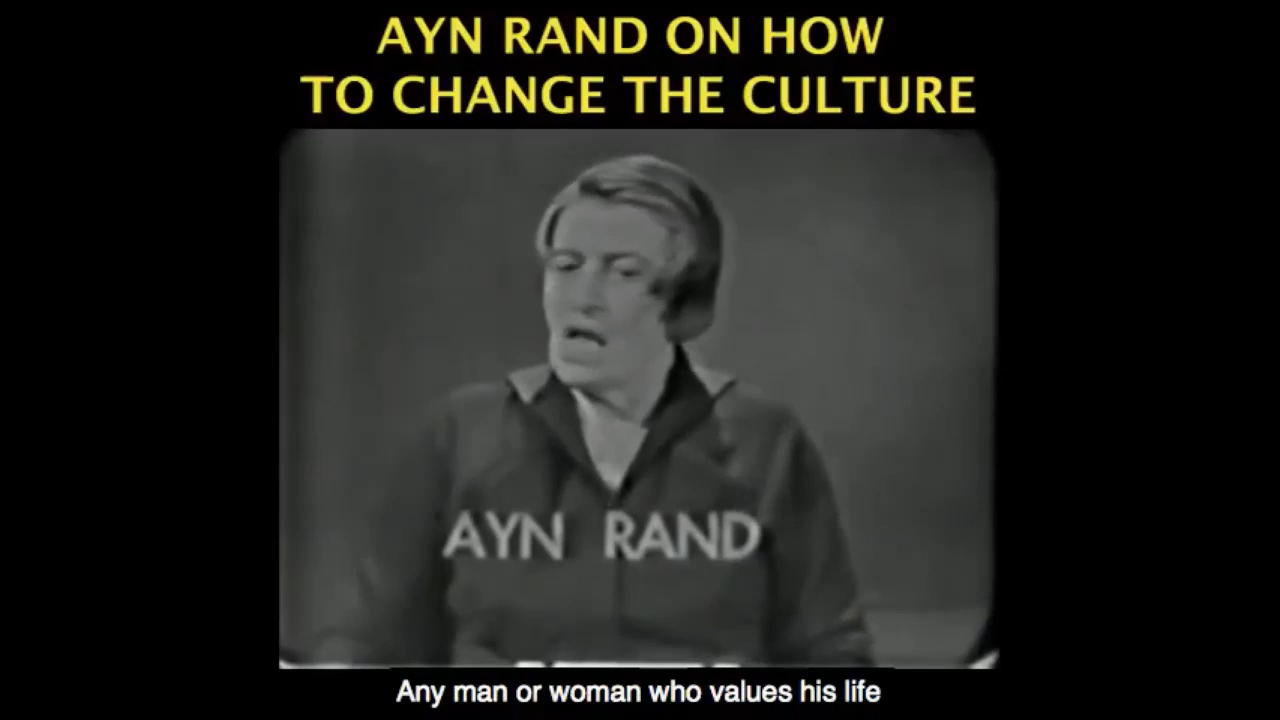 AYN RAND ON HOW
TO CHANGE THE CULTURE
AYN RAND
Any man or woman who values his life